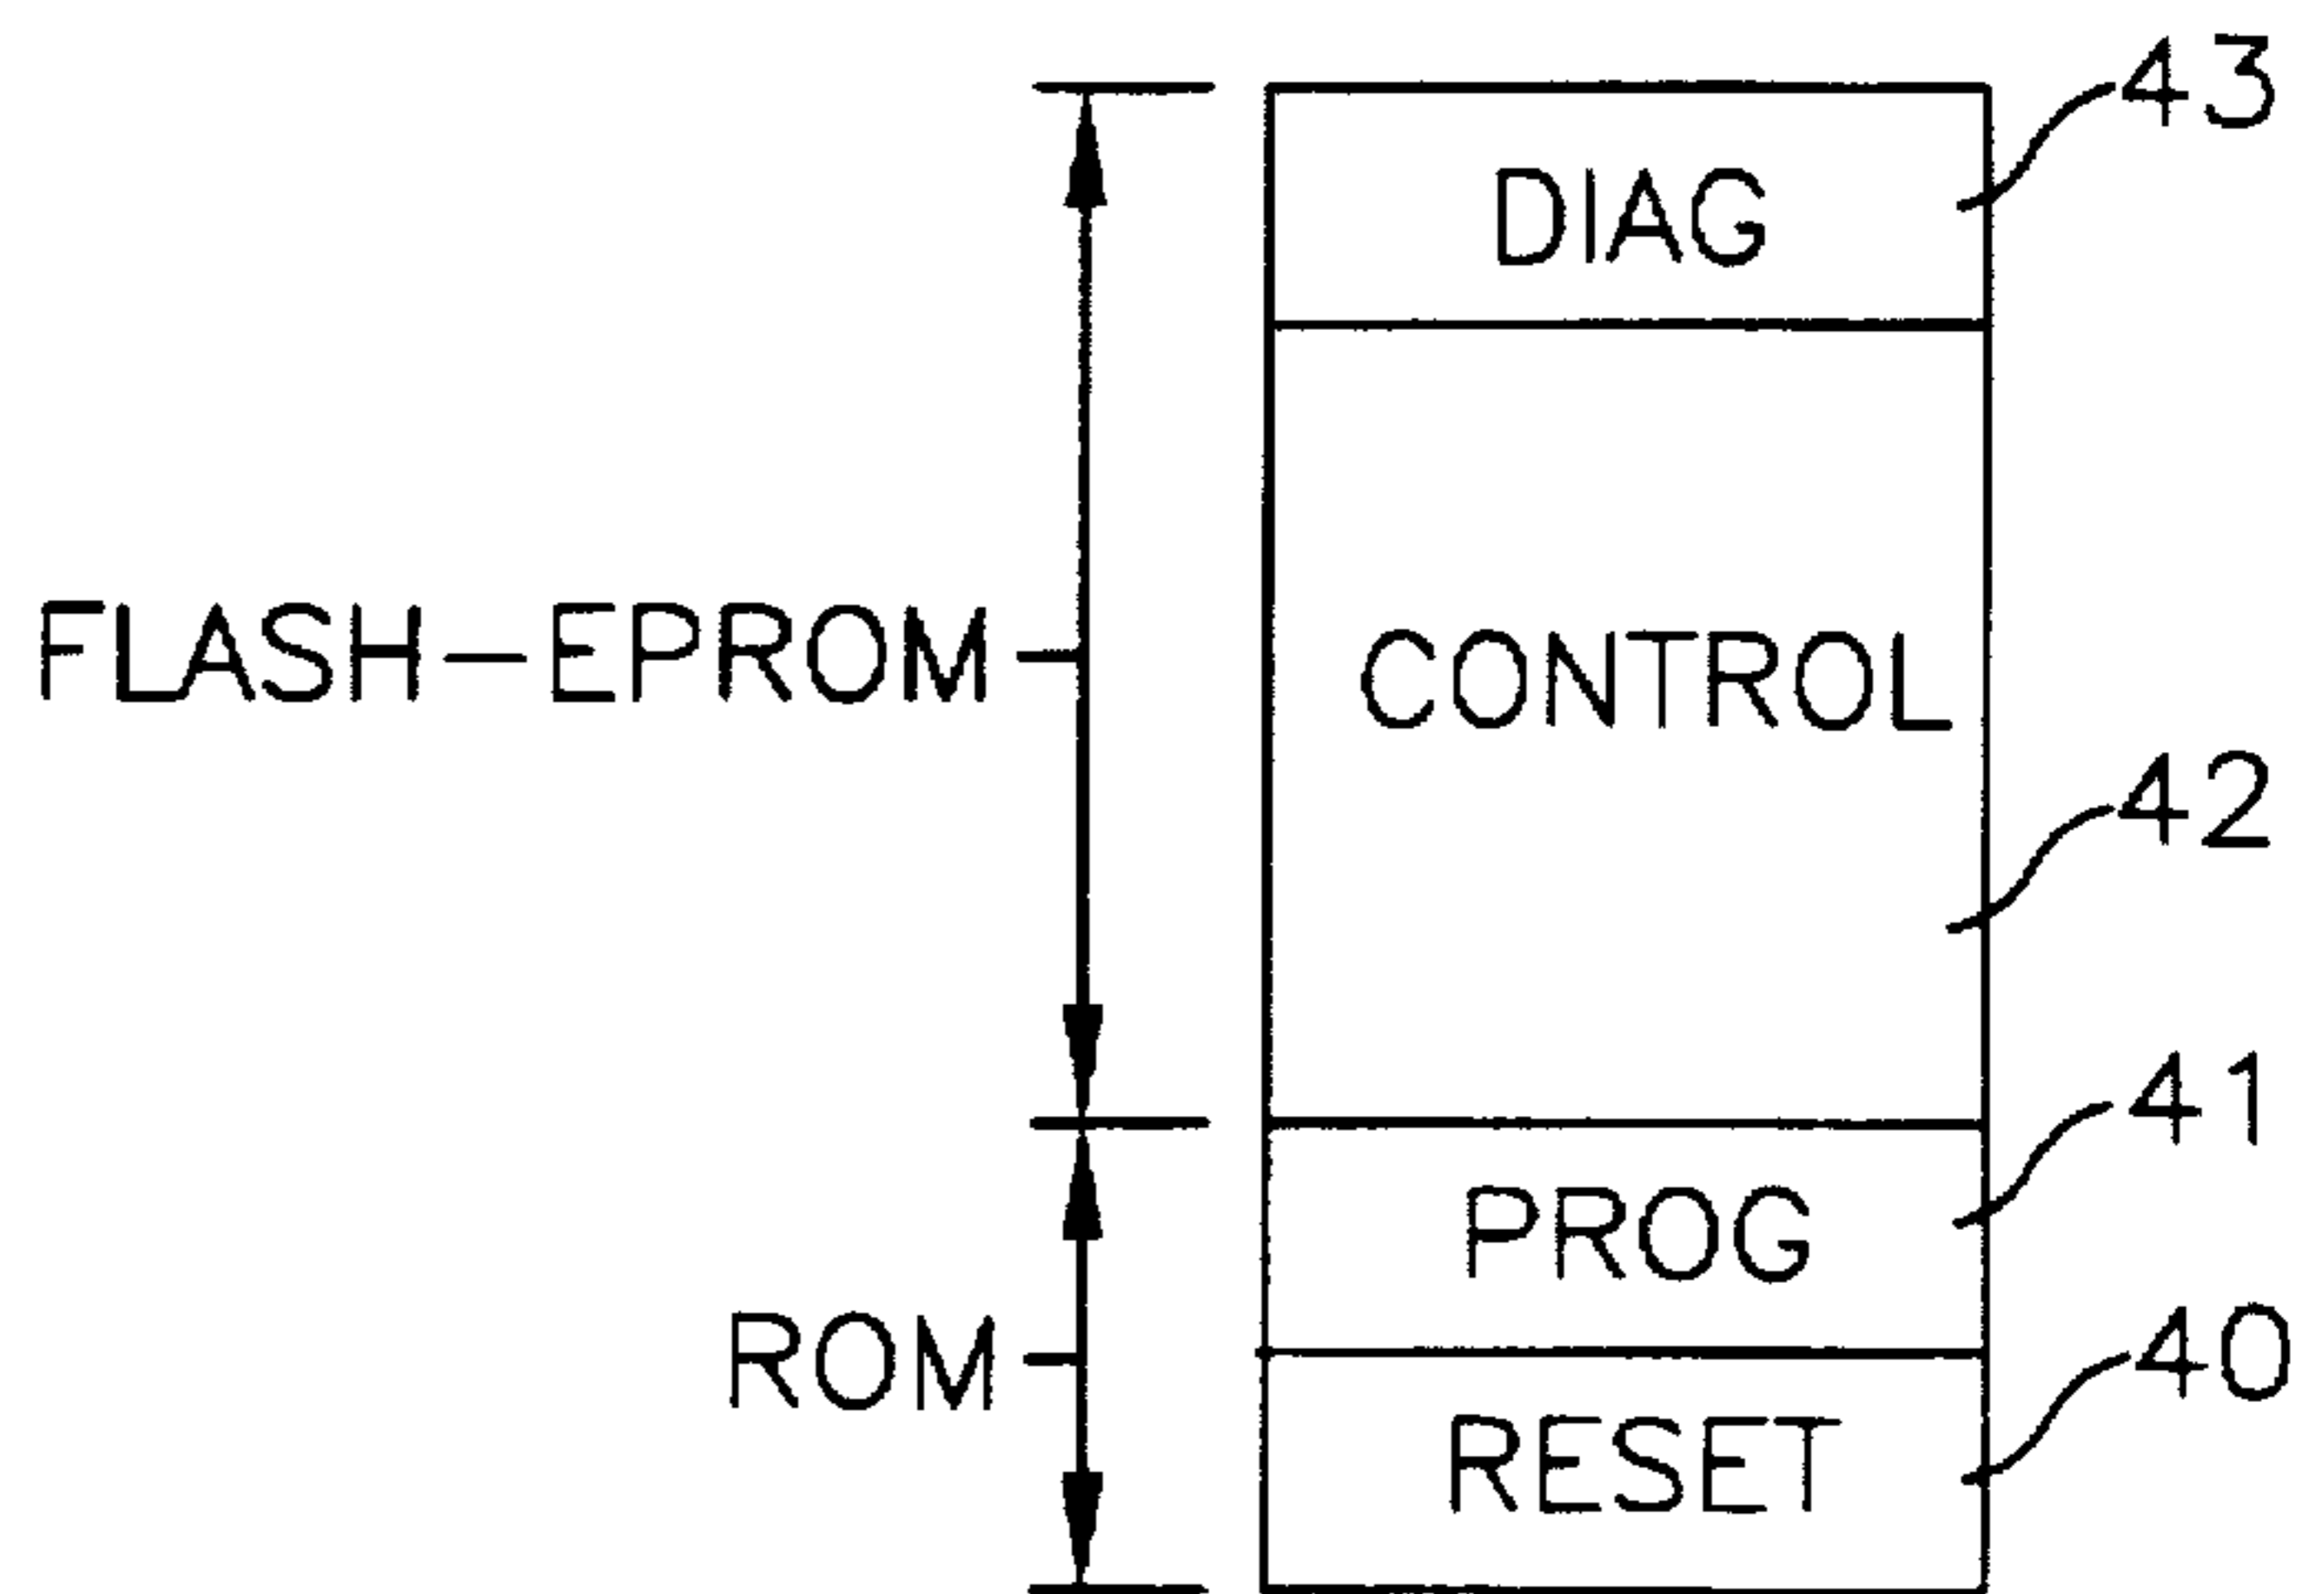 43
DIAG
FLASH-EPROM
CONTROL
42
41
PROG
ROM
40
RESET